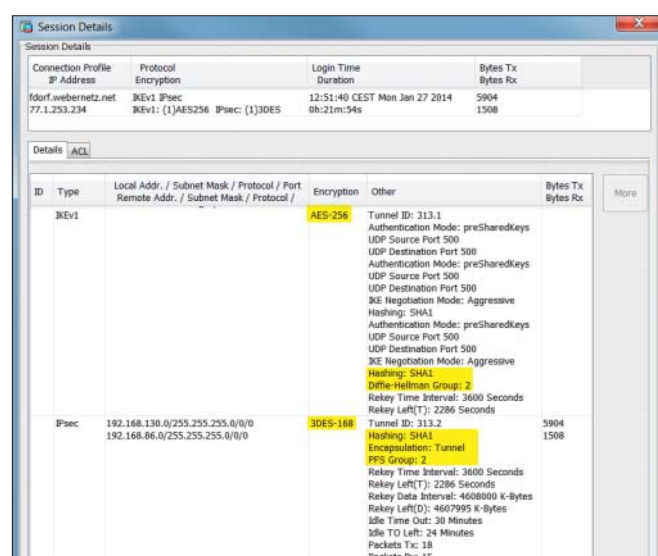 Session Details
Session Details
Connection Profile Protocol Login Time Bytes Tx
IP Address Encryption Duration Bytes Rx
fdorf.webernetz.net IKEv1 IPsec 12:51:40 CEST Mon Jan 27 2014 5904
77.1.253.234 IKEv1: (1)AES256 IPsec: (1)3DES 0h:21m:54s 1508
Details ACL
ID Type Local Addr. / Subnet Mask / Protocol / Port Encryption Other Bytes Tx
Remote Addr. / Subnet Mask / Protocol / Bytes Rx
More
IKEv1 AES-256 Tunnel ID: 313.1
Authentication Mode: preSharedKeys
UDP Source Port 500
UDP Destination Port 500
Authentication Mode: preSharedKeys
UDP Source Port 500
UDP Destination Port 500
IKE Negotiation Mode: Aggressive
Hashing: SHA1
Authentication Mode: preSharedKeys
UDP Source Port 500
UDP Destination Port 500
IKE Negotiation Mode: Aggressive
Hashing: SHA1
Diffie-Hellman Group: 2
Rekey Time Interval: 3600 Seconds
Rekey Left(T): 2286 Seconds
IPsec 192.168.130.0/255.255.255.0/0/0 3DES-168 Tunnel ID: 313.2 5904
192.168.86.0/255.255.255.0/0/0 Hashing: SHA1 1508
Encapsulation: Tunnel
PFS Group: 2
Rekey Time Interval: 3600 Seconds
Rekey Left(T): 2286 Seconds
Rekey Data Interval: 4608000 K-Bytes
Rekey Left(D): 4607995 K-Bytes
Idle Time Out: 30 Minutes
Idle TO Left: 24 Minutes
Packets Tx: 18